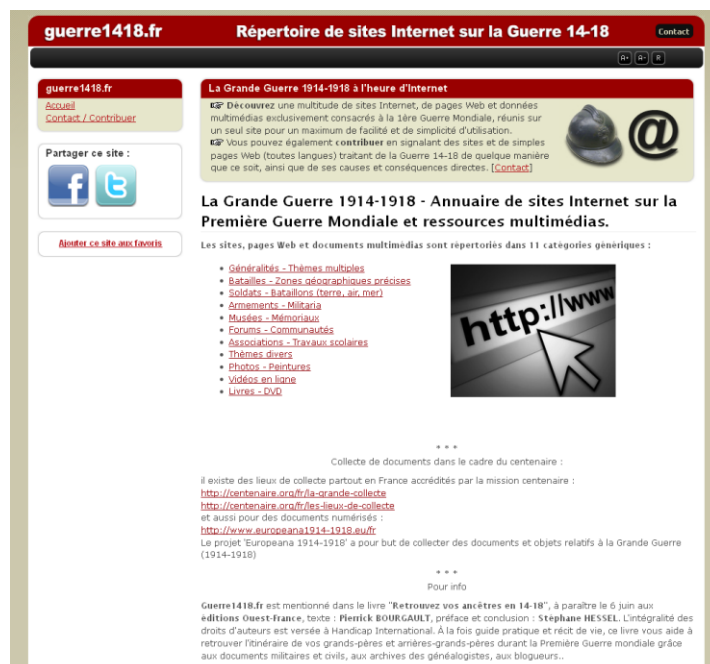 guerre1418.fr
Répertoire de sites Internet sur la Guerre 14-18
Contact
A+ A- R
guerre1418.fr
Accueil
Contact / Contribuer
Partager ce site :
Ajouter ce site aux favoris
La Grande Guerre 1914-1918 à l'heure d'Internet
☞ Découvrez une multitude de sites Internet, de pages Web et données
multimédias exclusivement consacrés à la 1ère Guerre Mondiale, réunis sur
un seul site pour un maximum de facilité et de simplicité d'utilisation.
☞ Vous pouvez également contribuer en signalant des sites et de simples
pages Web (toutes langues) traitant de la Guerre 14-18 de quelque manière
que ce soit, ainsi que de ses causes et conséquences directes. [Contact]
@
La Grande Guerre 1914-1918 - Annuaire de sites Internet sur la
Première Guerre Mondiale et ressources multimédias.
Les sites, pages Web et documents multimédias sont répertoriés dans 11 catégories génériques :
• Généralités - Thèmes multiples
• Batailles - Zones géographiques précises
• Soldats - Bataillons (terre, air, mer)
• Armements - Militaria
• Musées - Mémoriaux
• Forums - Communautés
• Associations - Travaux scolaires
• Thèmes divers
• Photos - Peintures
• Vidéos en ligne
• Livres - DVD
http://www
* * *
Collecte de documents dans le cadre du centenaire :
il existe des lieux de collecte partout en France accrédités par la mission centenaire :
http://centenaire.org/fr/la-grande-collecte
http://centenaire.org/fr/les-lieux-de-collecte
et aussi pour des documents numérisés :
http://www.europeana1914-1918.eu/fr
Le projet 'Europeana 1914-1918' a pour but de collecter des documents et objets relatifs à la Grande Guerre
(1914-1918)
* * *
Pour info
Guerre1418.fr est mentionné dans le livre "Retrouvez vos ancêtres en 14-18", à paraître le 6 juin aux
éditions Ouest-France, texte : Pierrick BOURGAULT, préface et conclusion : Stéphane HESSEL. L'intégralité des
droits d'auteurs est versée à Handicap International. À la fois guide pratique et récit de vie, ce livre vous aide à
retrouver l'itinéraire de vos grands-pères et arrières-grands-pères durant la Première Guerre mondiale grâce
aux documents militaires et civils, aux archives des généalogistes, aux blogueurs..